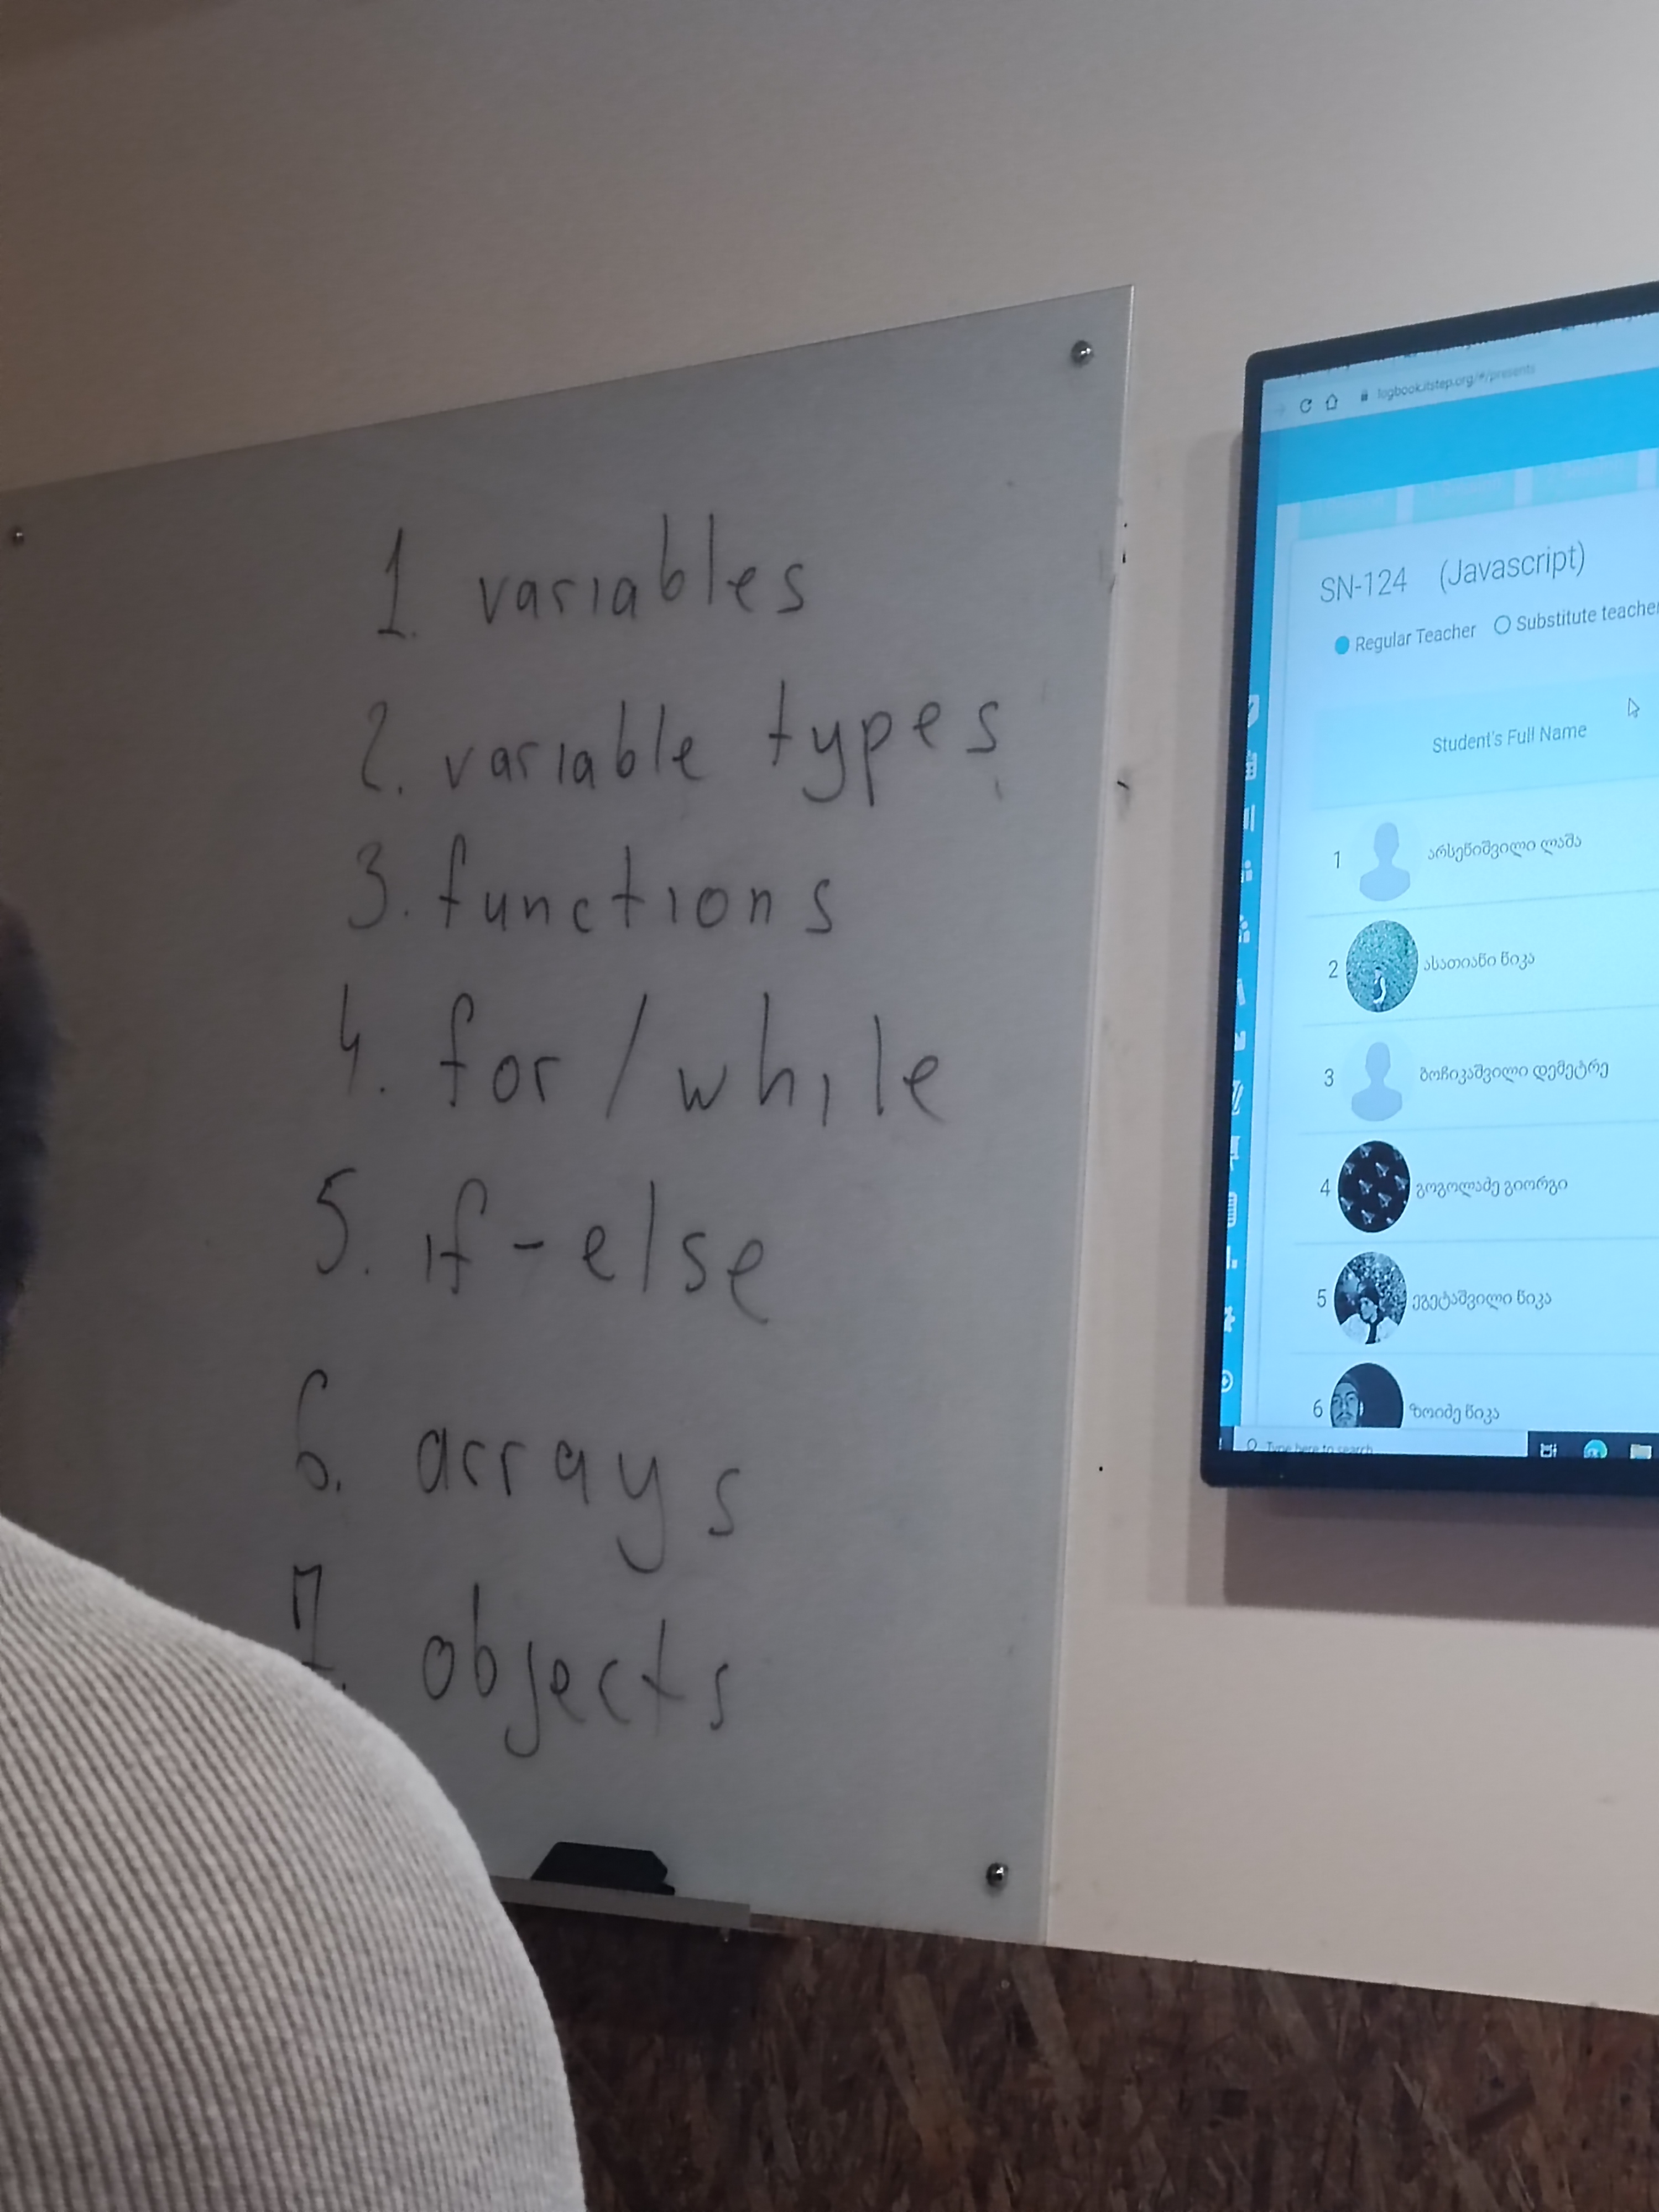 1. variables
2. variable types
3. functions
4. for / while
5. if - else
6. arrays
7. objects
logbook.itstep.org/#/presents
SN-124 (Javascript)
Regular Teacher Substitute teacher
Student's Full Name
1 არსენიშვილი ლაშა
2 ასათიანი ნიკა
3 ბოჩიკაშვილი დემეტრე
4 გოგოლაძე გიორგი
5 ეგეტაშვილი ნიკა
6 ზოიძე ნიკა
Type here to search